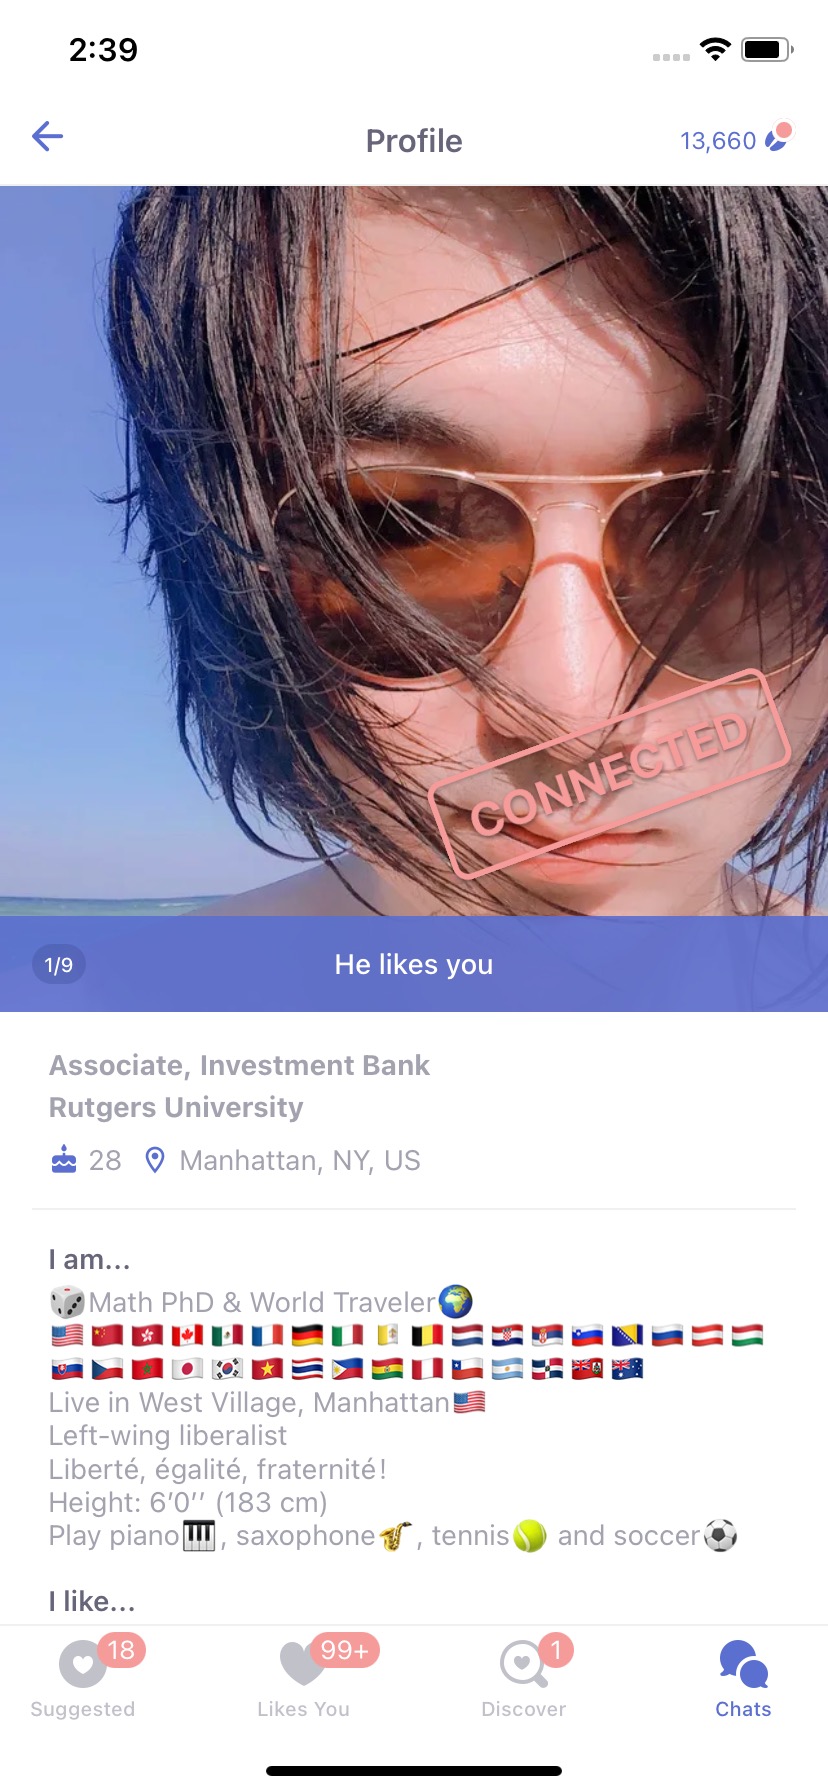 2:39
Profile
13,660
CONNECTED
1/9
He likes you
Associate, Investment Bank
Rutgers University
28 Manhattan, NY, US
I am...
🎲Math PhD & World Traveler🌍
🇺🇸🇨🇳🇭🇰🇨🇦🇲🇽🇫🇷🇩🇪🇮🇹🇻🇦🇧🇪🇳🇱🇭🇷🇷🇸🇸🇮🇧🇦🇷🇺🇦🇹🇭🇺
🇸🇰🇨🇿🇲🇦🇯🇵🇰🇷🇻🇳🇹🇭🇵🇭🇧🇴🇵🇪🇨🇱🇦🇷🇩🇴🇧🇲🇦🇺
Live in West Village, Manhattan🇺🇸
Left-wing liberalist
Liberté, égalité, fraternité!
Height: 6’0’’ (183 cm)
Play piano🎹, saxophone🎷, tennis🎾 and soccer⚽
I like...
18
99+
1
Suggested
Likes You
Discover
Chats